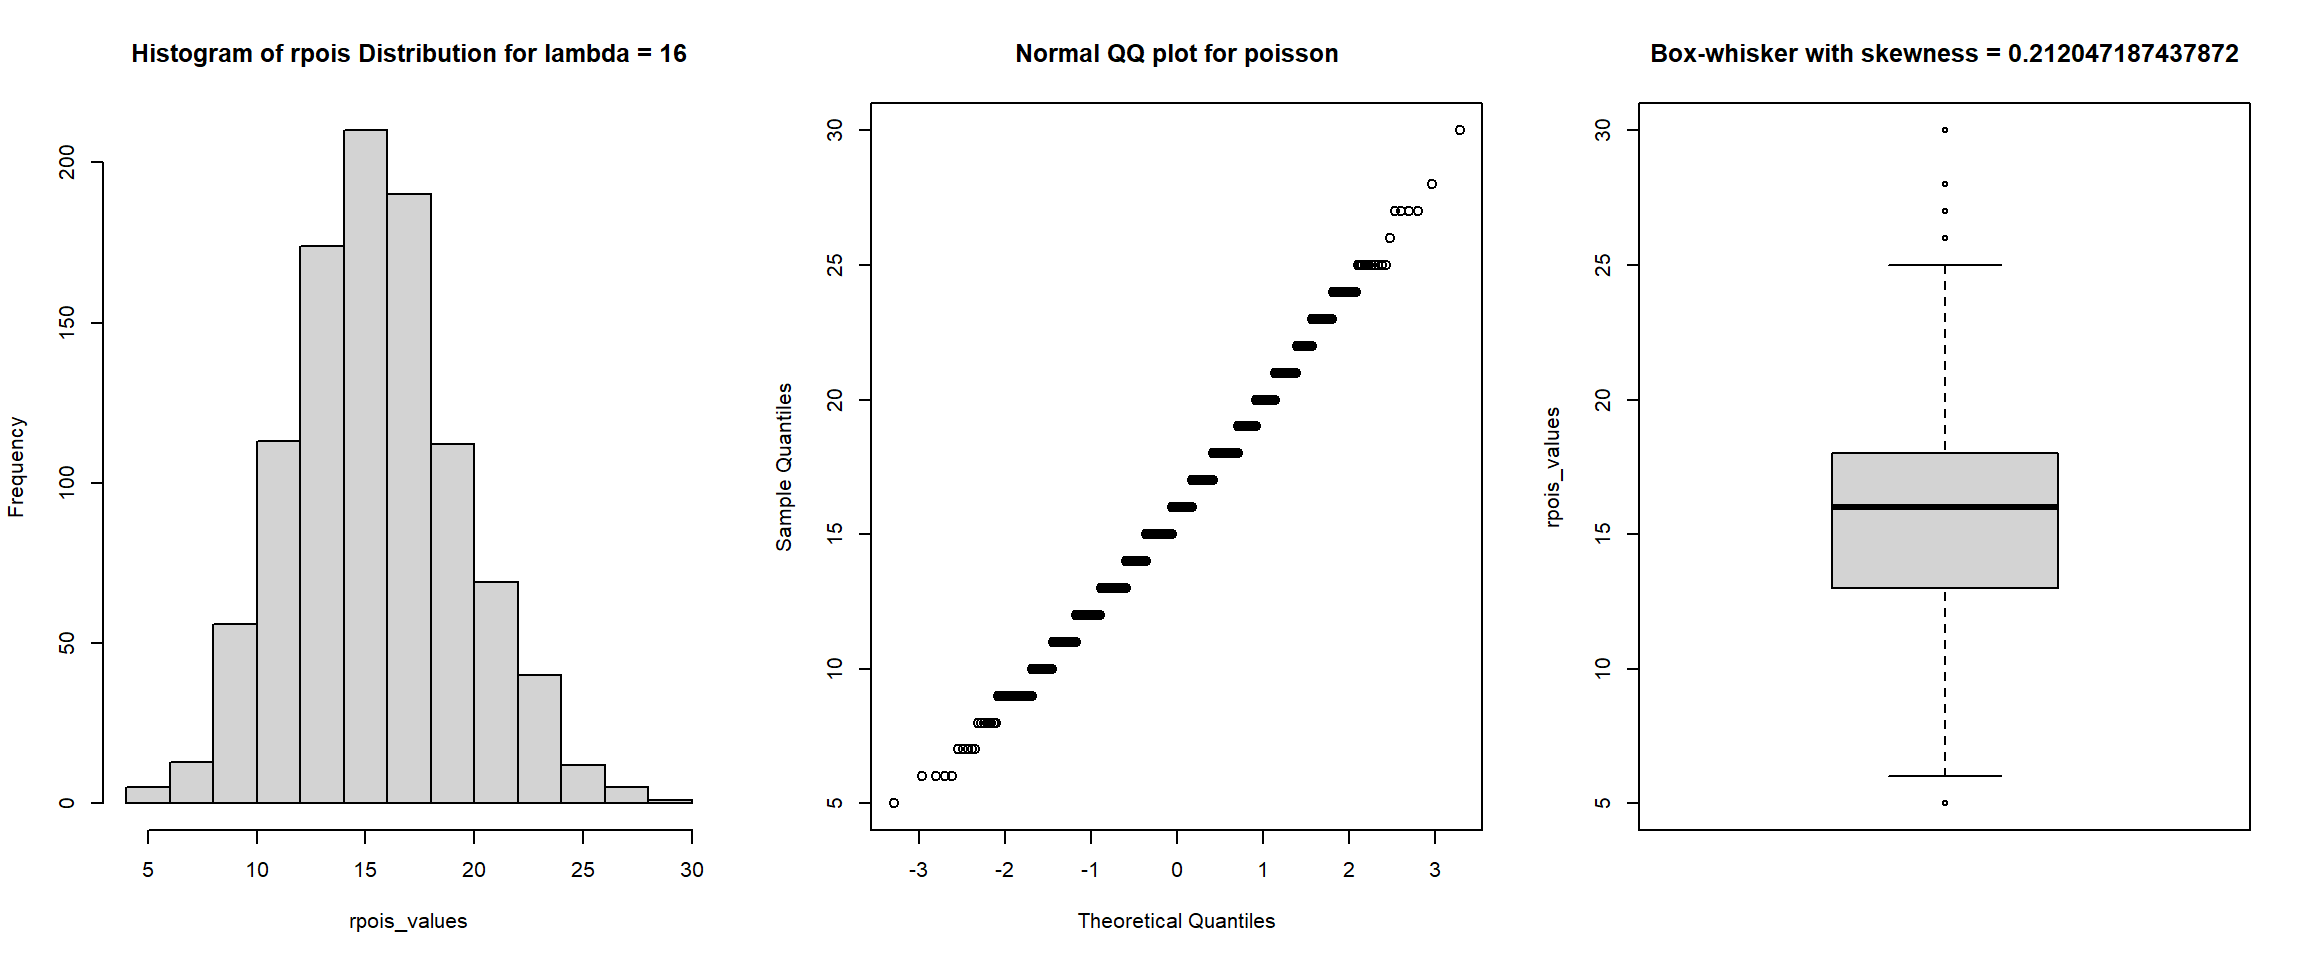 Histogram of rpois Distribution for lambda = 16
Frequency
200
150
100
50
0
5 10 15 20 25 30
rpois_values
Normal QQ plot for poisson
Sample Quantiles
30
25
20
15
10
5
-3 -2 -1 0 1 2 3
Theoretical Quantiles
Box-whisker with skewness = 0.212047187437872
rpois_values
30
25
20
15
10
5